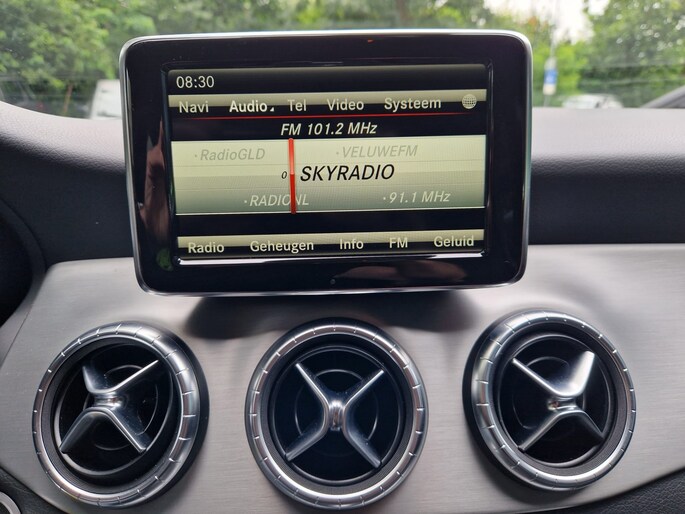 08:30
Navi Audio Tel Video Systeem
FM 101.2 MHz
·RadioGLD ·VELUWEFM
0 SKYRADIO
·RADIONL ·91.1 MHz
Radio Geheugen Info FM Geluid